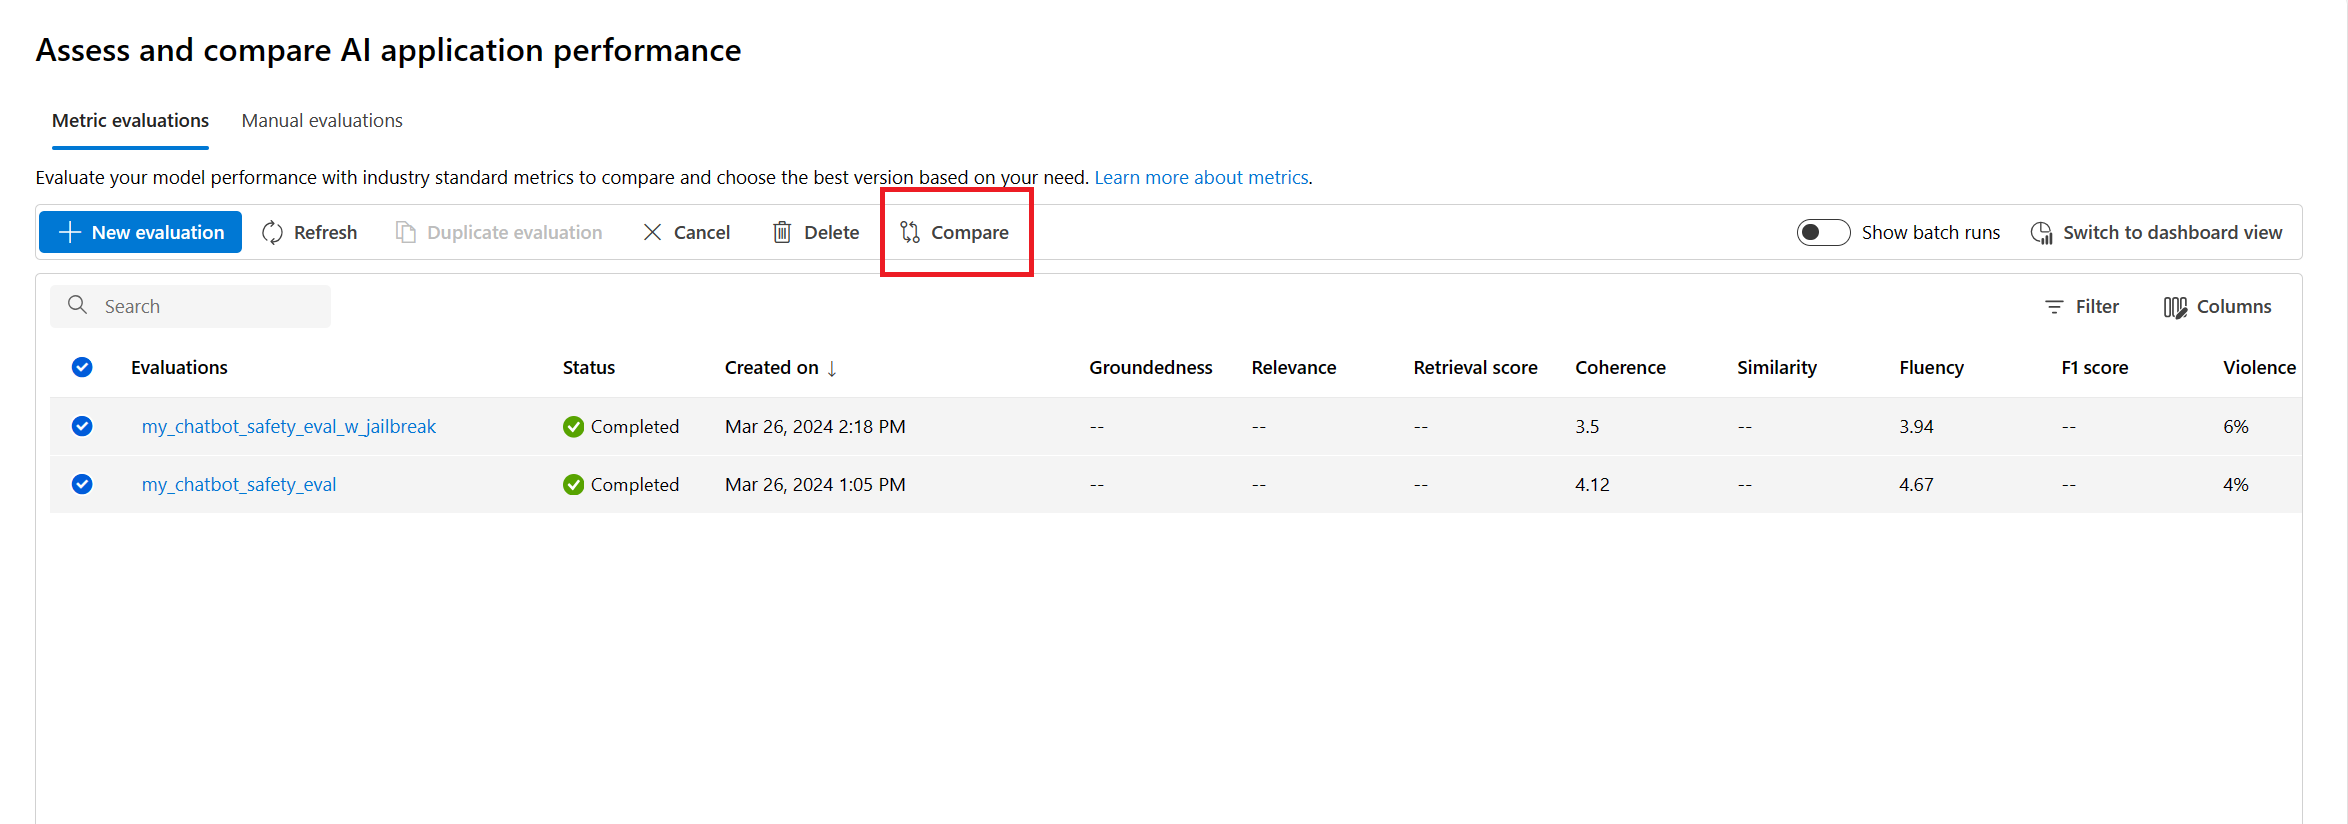 Assess and compare AI application performance
Metric evaluations Manual evaluations
Evaluate your model performance with industry standard metrics to compare and choose the best version based on your need. Learn more about metrics.
New evaluation Refresh Duplicate evaluation Cancel Delete Compare Show batch runs Switch to dashboard view
Search Filter Columns
Evaluations Status Created on ↓ Groundedness Relevance Retrieval score Coherence Similarity Fluency F1 score Violence
my_chatbot_safety_eval_w_jailbreak Completed Mar 26, 2024 2:18 PM -- -- -- 3.5 -- 3.94 -- 6%
my_chatbot_safety_eval Completed Mar 26, 2024 1:05 PM -- -- -- 4.12 -- 4.67 -- 4%